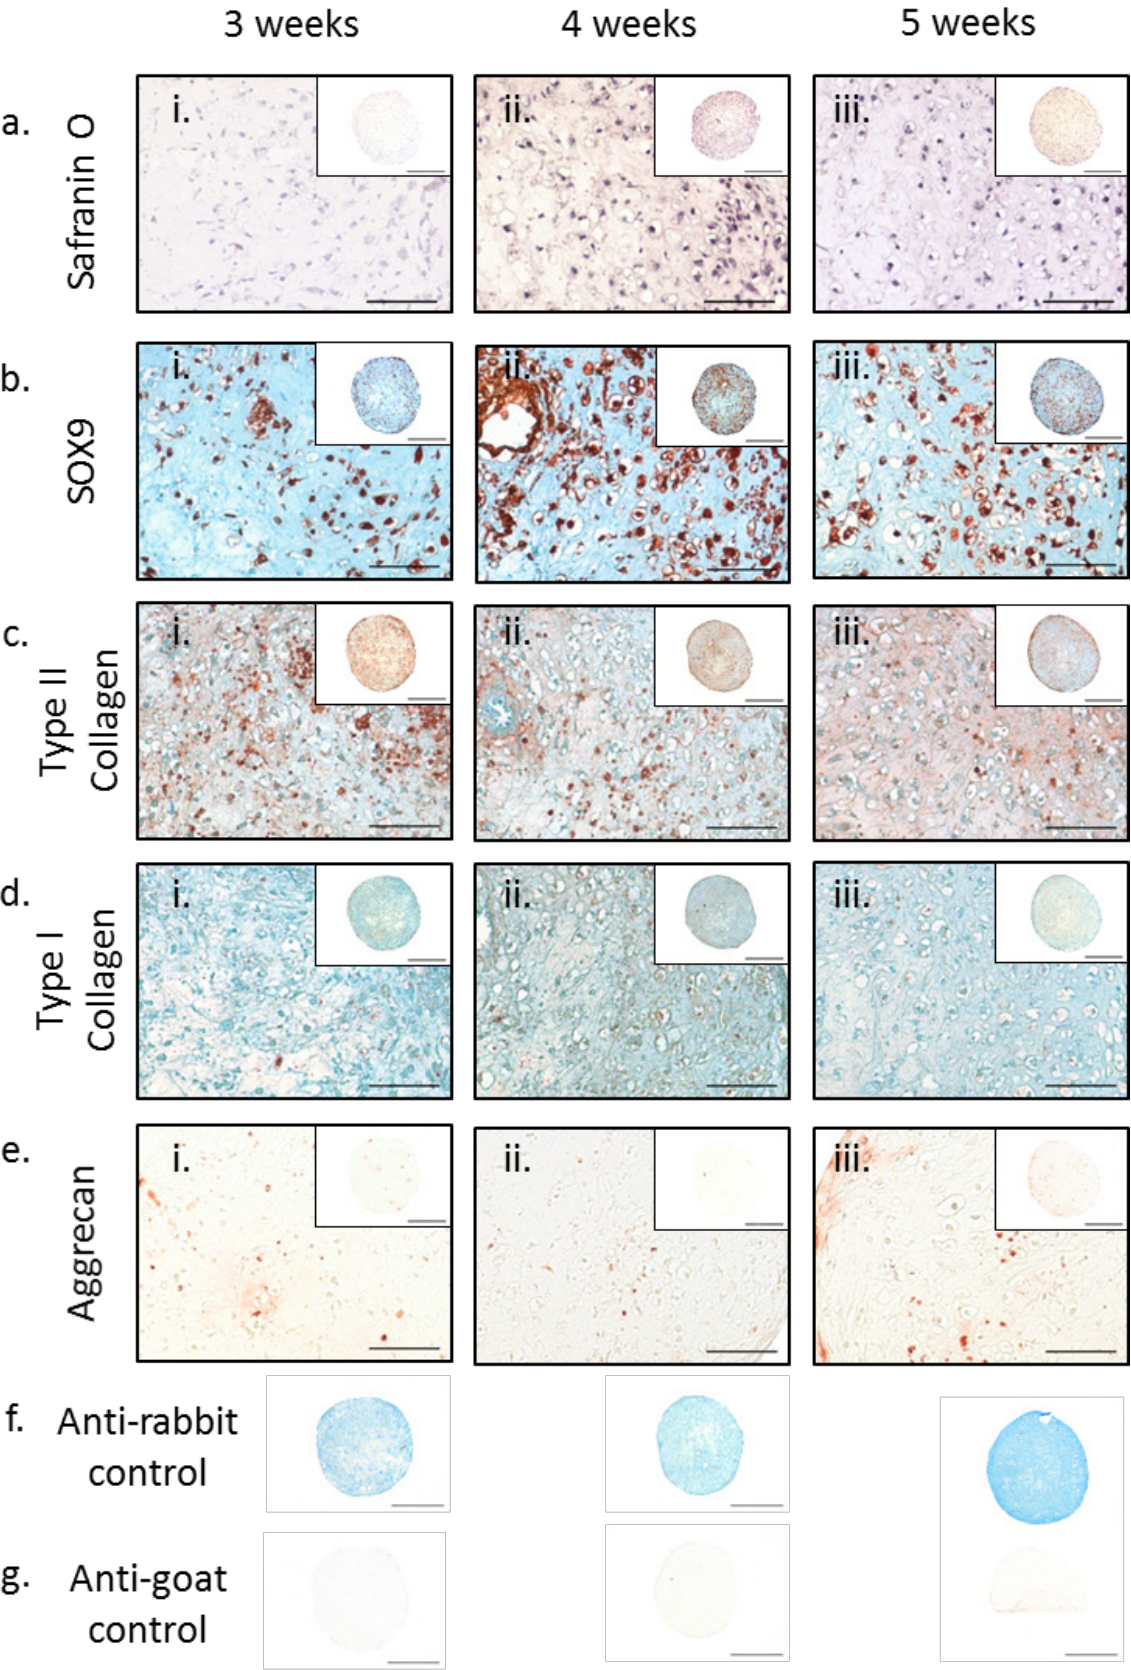 3 weeks 4 weeks 5 weeks
a. Safranin O i. ii. iii.
b. SOX9 i. ii. iii.
c. Type II
Collagen i. ii. iii.
d. Type I
Collagen i. ii. iii.
e. Aggrecan i. ii. iii.
f. Anti-rabbit
control
g. Anti-goat
control